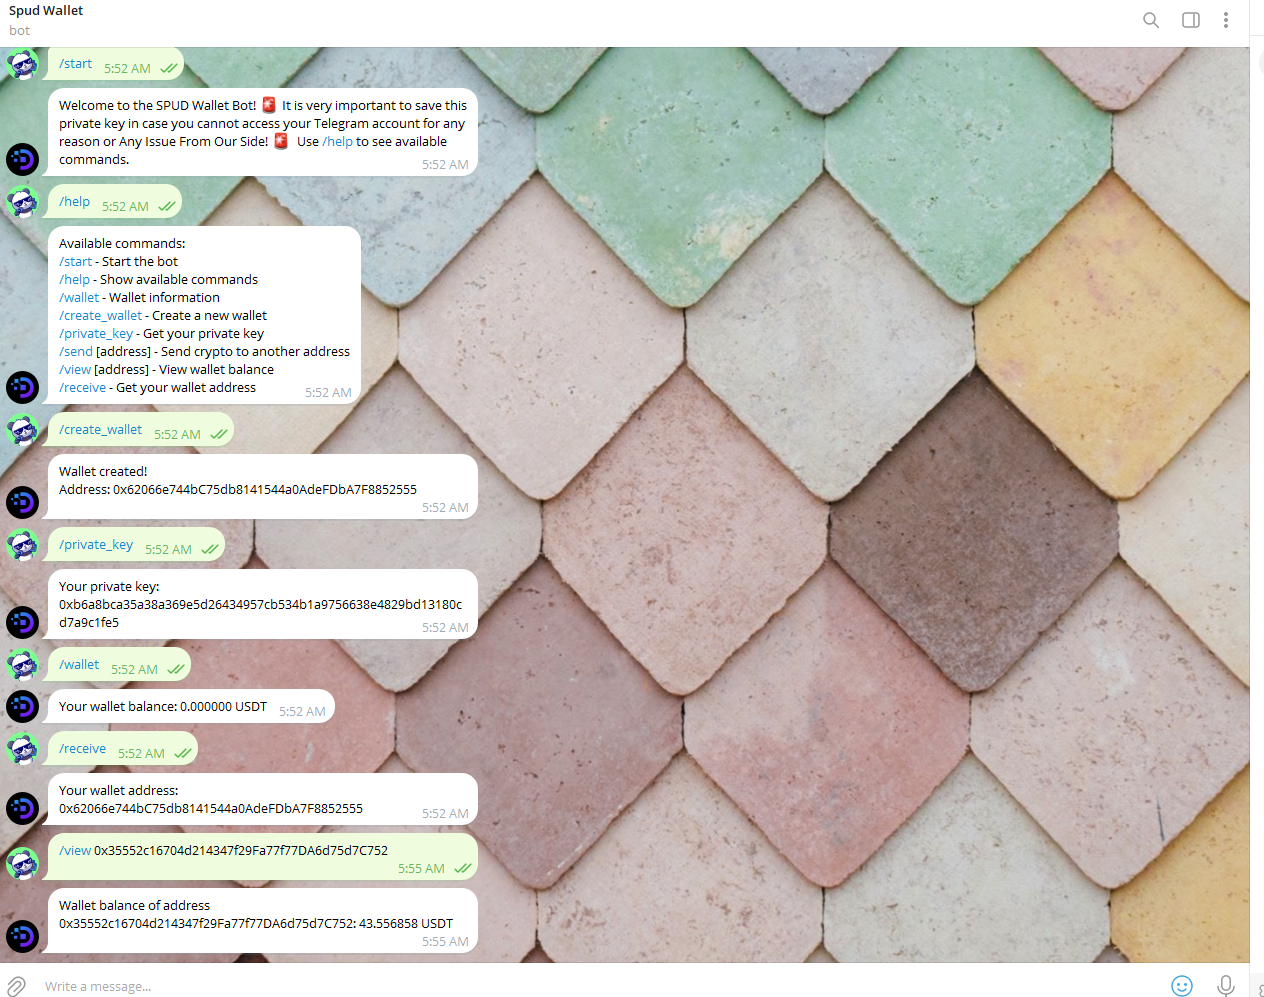 Spud Wallet
bot
/start 5:52 AM
Welcome to the SPUD Wallet Bot! 🚨 It is very important to save this
private key in case you cannot access your Telegram account for any
reason or Any Issue From Our Side! 🚨 Use /help to see available
commands.
5:52 AM
/help 5:52 AM
Available commands:
/start - Start the bot
/help - Show available commands
/wallet - Wallet information
/create_wallet - Create a new wallet
/private_key - Get your private key
/send [address] - Send crypto to another address
/view [address] - View wallet balance
/receive - Get your wallet address
5:52 AM
/create_wallet 5:52 AM
Wallet created!
Address: 0x62066e744bC75db8141544a0AdeFDbA7F8852555
5:52 AM
/private_key 5:52 AM
Your private key:
0xb6a8bca35a38a369e5d26434957cb534b1a9756638e4829bd13180c
d7a9c1fe5
5:52 AM
/wallet 5:52 AM
Your wallet balance: 0.000000 USDT 5:52 AM
/receive 5:52 AM
Your wallet address:
0x62066e744bC75db8141544a0AdeFDbA7F8852555
5:52 AM
/view 0x35552c16704d214347f29Fa77f77DA6d75d7C752
5:55 AM
Wallet balance of address
0x35552c16704d214347f29Fa77f77DA6d75d7C752: 43.556858 USDT
5:55 AM
Write a message...